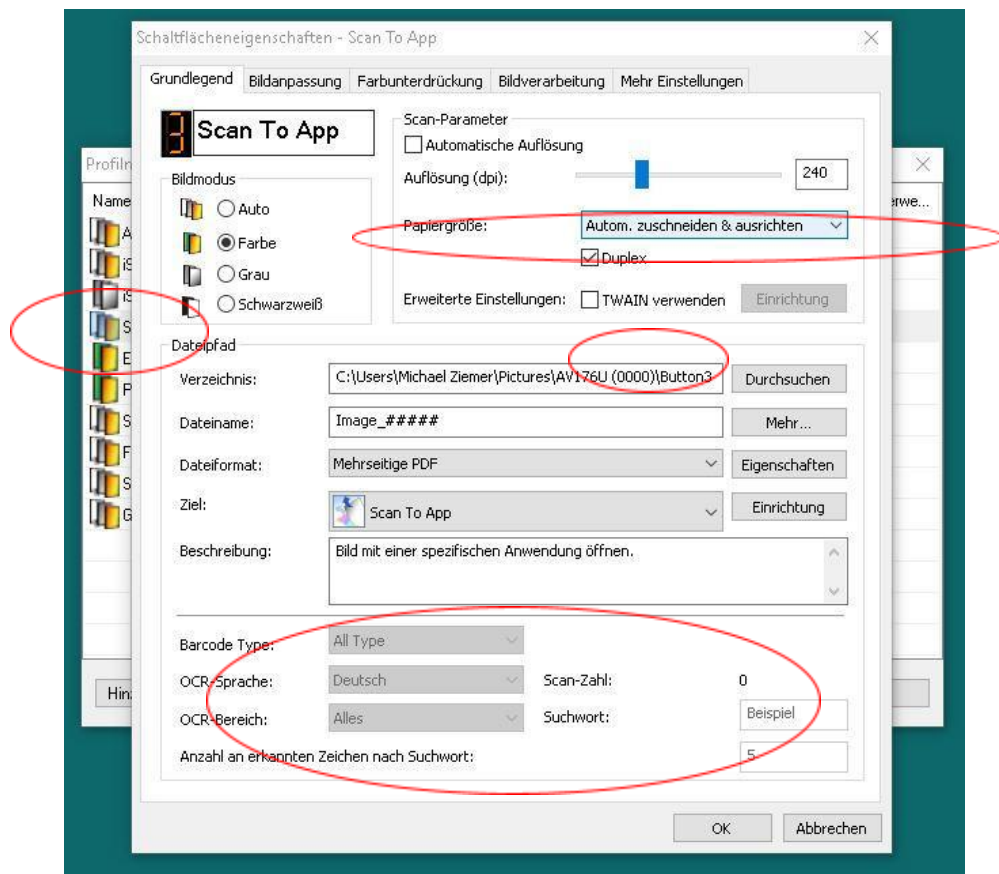 Schaltflächeneigenschaften - Scan To App
Grundlegend Bildanpassung Farbunterdrückung Bildverarbeitung Mehr Einstellungen
3 Scan To App
Bildmodus
Auto
Farbe
Grau
Schwarzweiß
Scan-Parameter
Automatische Auflösung
Auflösung (dpi): 240
Papiergröße: Autom. zuschneiden & ausrichten
Duplex
Erweiterte Einstellungen: TWAIN verwenden Einrichtung
Dateipfad
Verzeichnis: C:\Users\Michael Ziemer\Pictures\AV176U (0000)\Button3 Durchsuchen
Dateiname: Image_##### Mehr...
Dateiformat: Mehrseitige PDF Eigenschaften
Ziel: Scan To App Einrichtung
Beschreibung: Bild mit einer spezifischen Anwendung öffnen.
Barcode Type: All Type
OCR-Sprache: Deutsch Scan-Zahl: 0
OCR-Bereich: Alles Suchwort: Beispiel
Anzahl an erkannten Zeichen nach Suchwort: 5
OK Abbrechen
Name